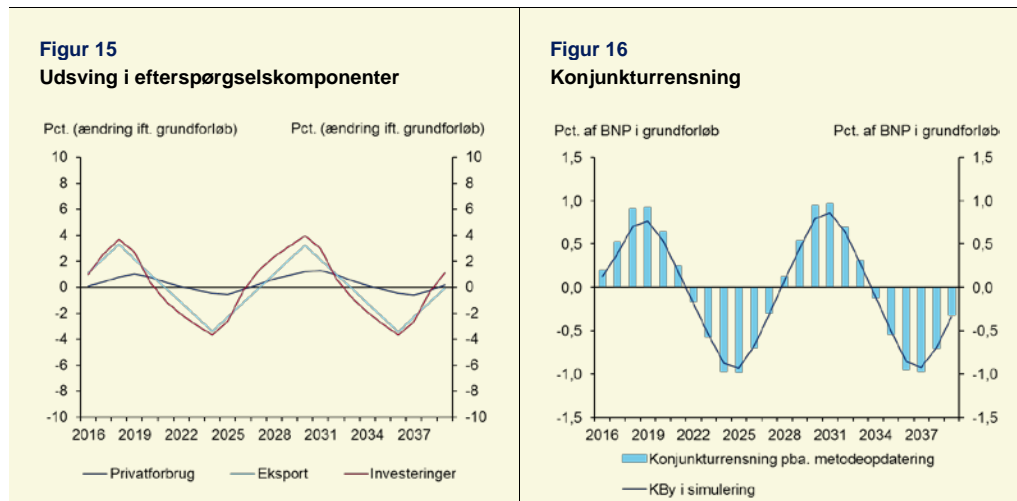 Figur 15
Udsving i efterspørgselskomponenter
Pct. (ændring ift. grundforløb) Pct. (ændring ift. grundforløb)
10 10
8 8
6 6
4 4
2 2
0 0
-2 -2
-4 -4
-6 -6
-8 -8
-10 -10
2016 2019 2022 2025 2028 2031 2034 2037
Privatforbrug Eksport Investeringer
Figur 16
Konjunkturrensning
Pct. af BNP i grundforløb Pct. af BNP i grundforløb
1,5 1,5
1,0 1,0
0,5 0,5
0,0 0,0
-0,5 -0,5
-1,0 -1,0
-1,5 -1,5
2016 2019 2022 2025 2028 2031 2034 2037
Konjunkturrensning pba. metodeopdatering
KBy i simulering